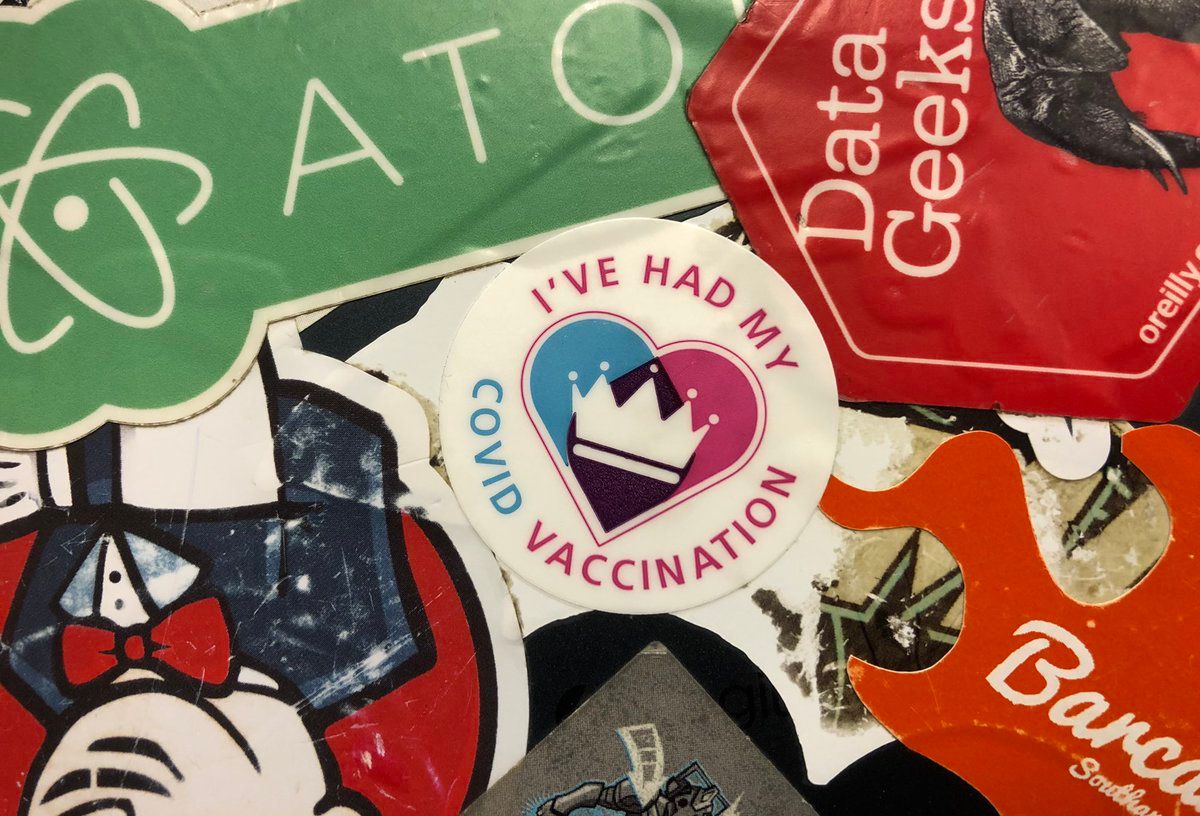 ATO
Data
Geeks
oreilly
I'VE HAD MY
COVID
VACCINATION
Barca